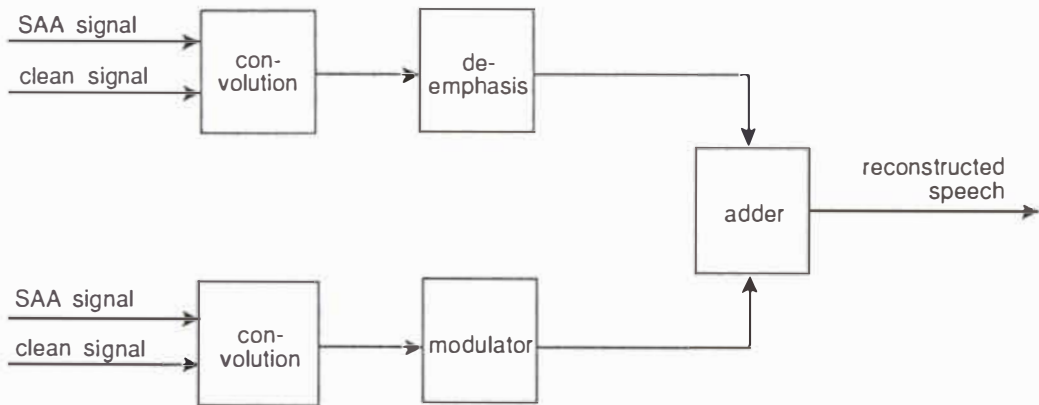 SAA signal
clean signal
con-
volution
de-
emphasis
adder
reconstructed
speech
SAA signal
clean signal
con-
volution
modulator